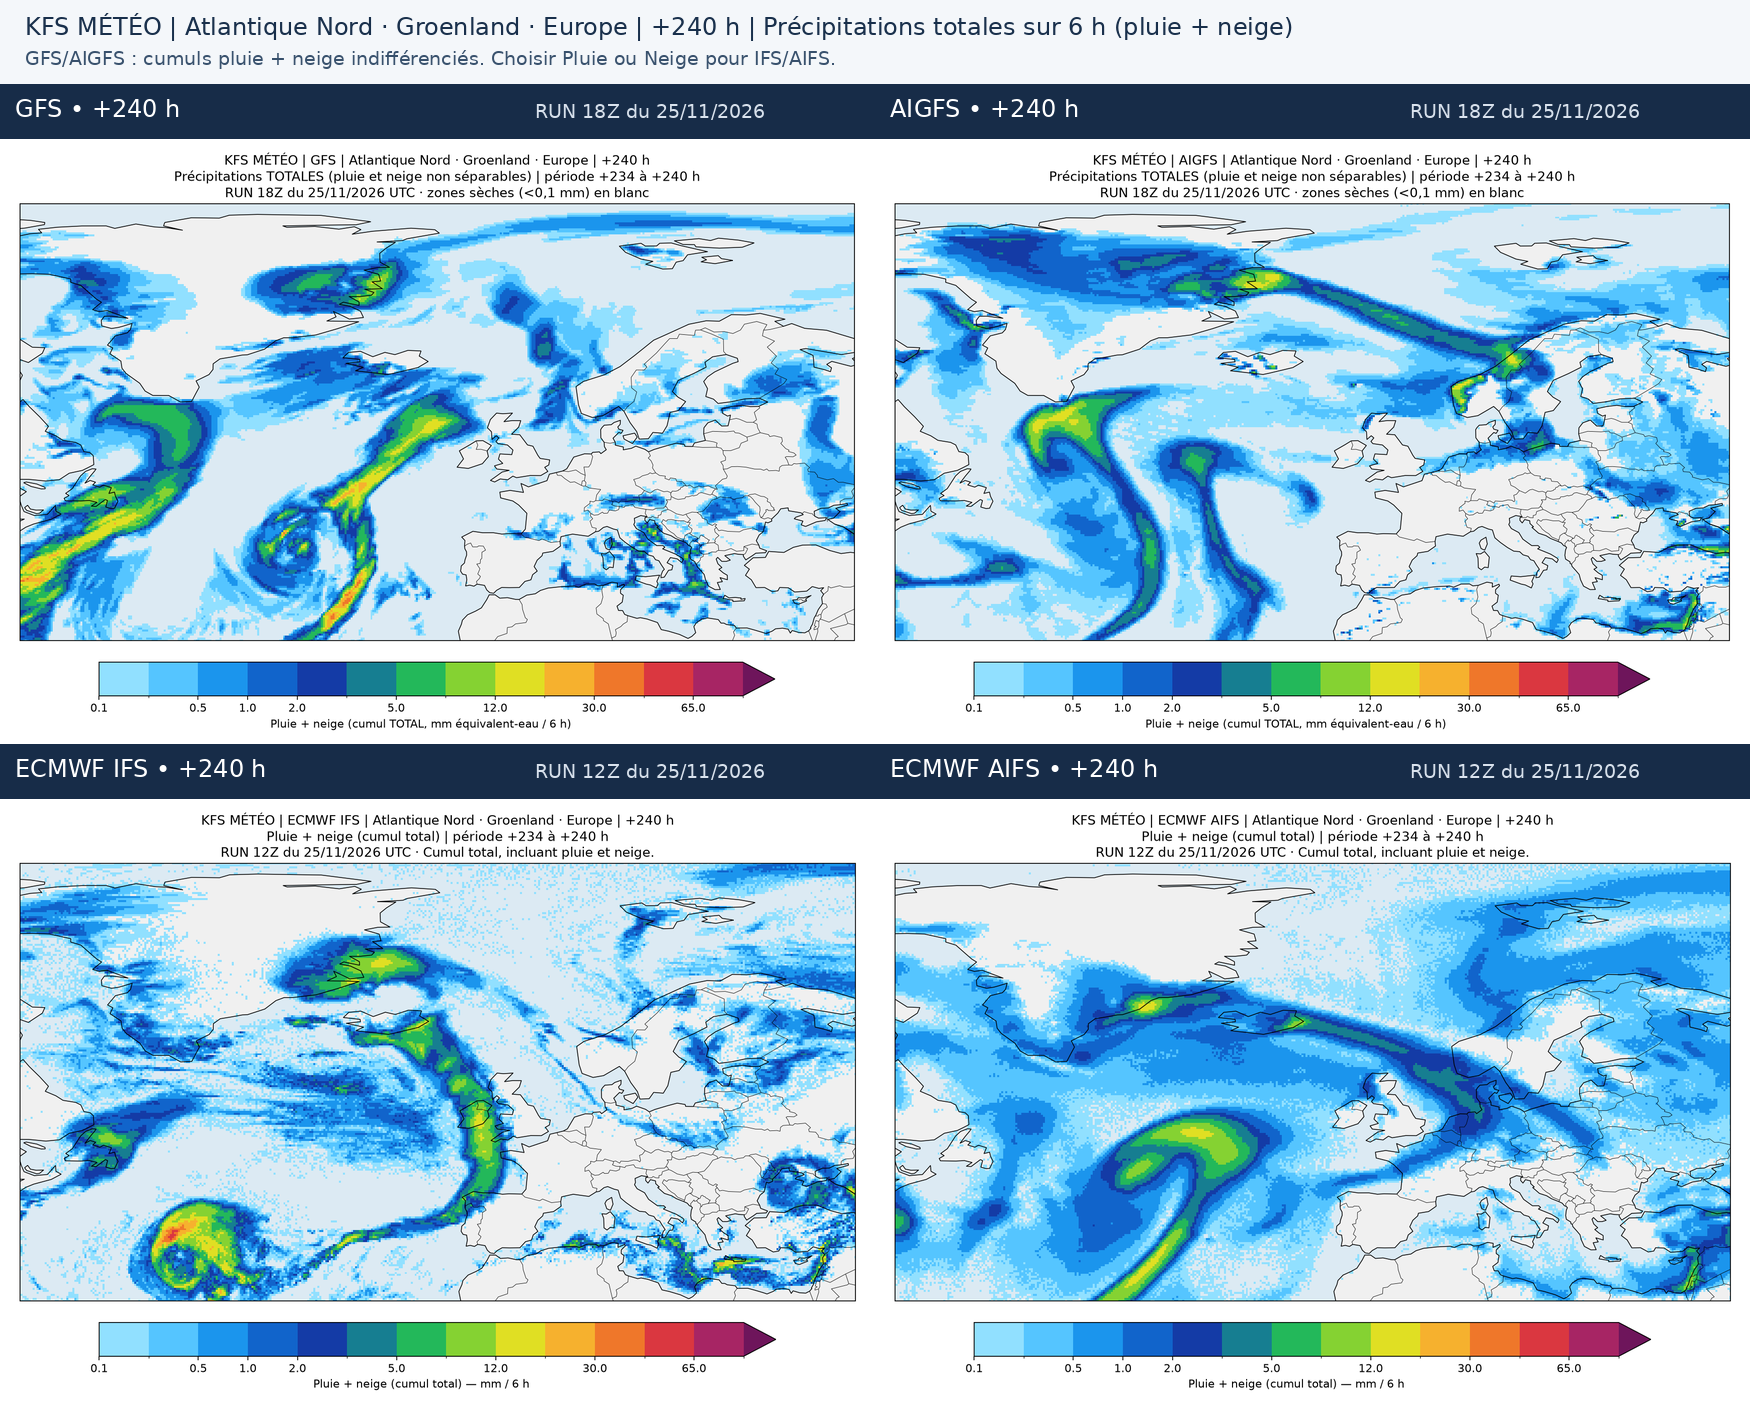 KFS MÉTÉO | Atlantique Nord · Groenland · Europe | +240 h | Précipitations totales sur 6 h (pluie + neige)
GFS/AIGFS : cumuls pluie + neige indifférenciés. Choisir Pluie ou Neige pour IFS/AIFS.
GFS • +240 h
RUN 18Z du 25/11/2026
AIGFS • +240 h
RUN 18Z du 25/11/2026
KFS MÉTÉO | GFS | Atlantique Nord · Groenland · Europe | +240 h
Précipitations TOTALES (pluie et neige non séparables) | période +234 à +240 h
RUN 18Z du 25/11/2026 UTC · zones sèches (<0,1 mm) en blanc
KFS MÉTÉO | AIGFS | Atlantique Nord · Groenland · Europe | +240 h
Précipitations TOTALES (pluie et neige non séparables) | période +234 à +240 h
RUN 18Z du 25/11/2026 UTC · zones sèches (<0,1 mm) en blanc
0.1 0.5 1.0 2.0 5.0 12.0 30.0 65.0
Pluie + neige (cumul TOTAL, mm équivalent-eau / 6 h)
0.1 0.5 1.0 2.0 5.0 12.0 30.0 65.0
Pluie + neige (cumul TOTAL, mm équivalent-eau / 6 h)
ECMWF IFS • +240 h
RUN 12Z du 25/11/2026
ECMWF AIFS • +240 h
RUN 12Z du 25/11/2026
KFS MÉTÉO | ECMWF IFS | Atlantique Nord · Groenland · Europe | +240 h
Pluie + neige (cumul total) | période +234 à +240 h
RUN 12Z du 25/11/2026 UTC · Cumul total, incluant pluie et neige.
KFS MÉTÉO | ECMWF AIFS | Atlantique Nord · Groenland · Europe | +240 h
Pluie + neige (cumul total) | période +234 à +240 h
RUN 12Z du 25/11/2026 UTC · Cumul total, incluant pluie et neige.
0.1 0.5 1.0 2.0 5.0 12.0 30.0 65.0
Pluie + neige (cumul total) — mm / 6 h
0.1 0.5 1.0 2.0 5.0 12.0 30.0 65.0
Pluie + neige (cumul total) — mm / 6 h